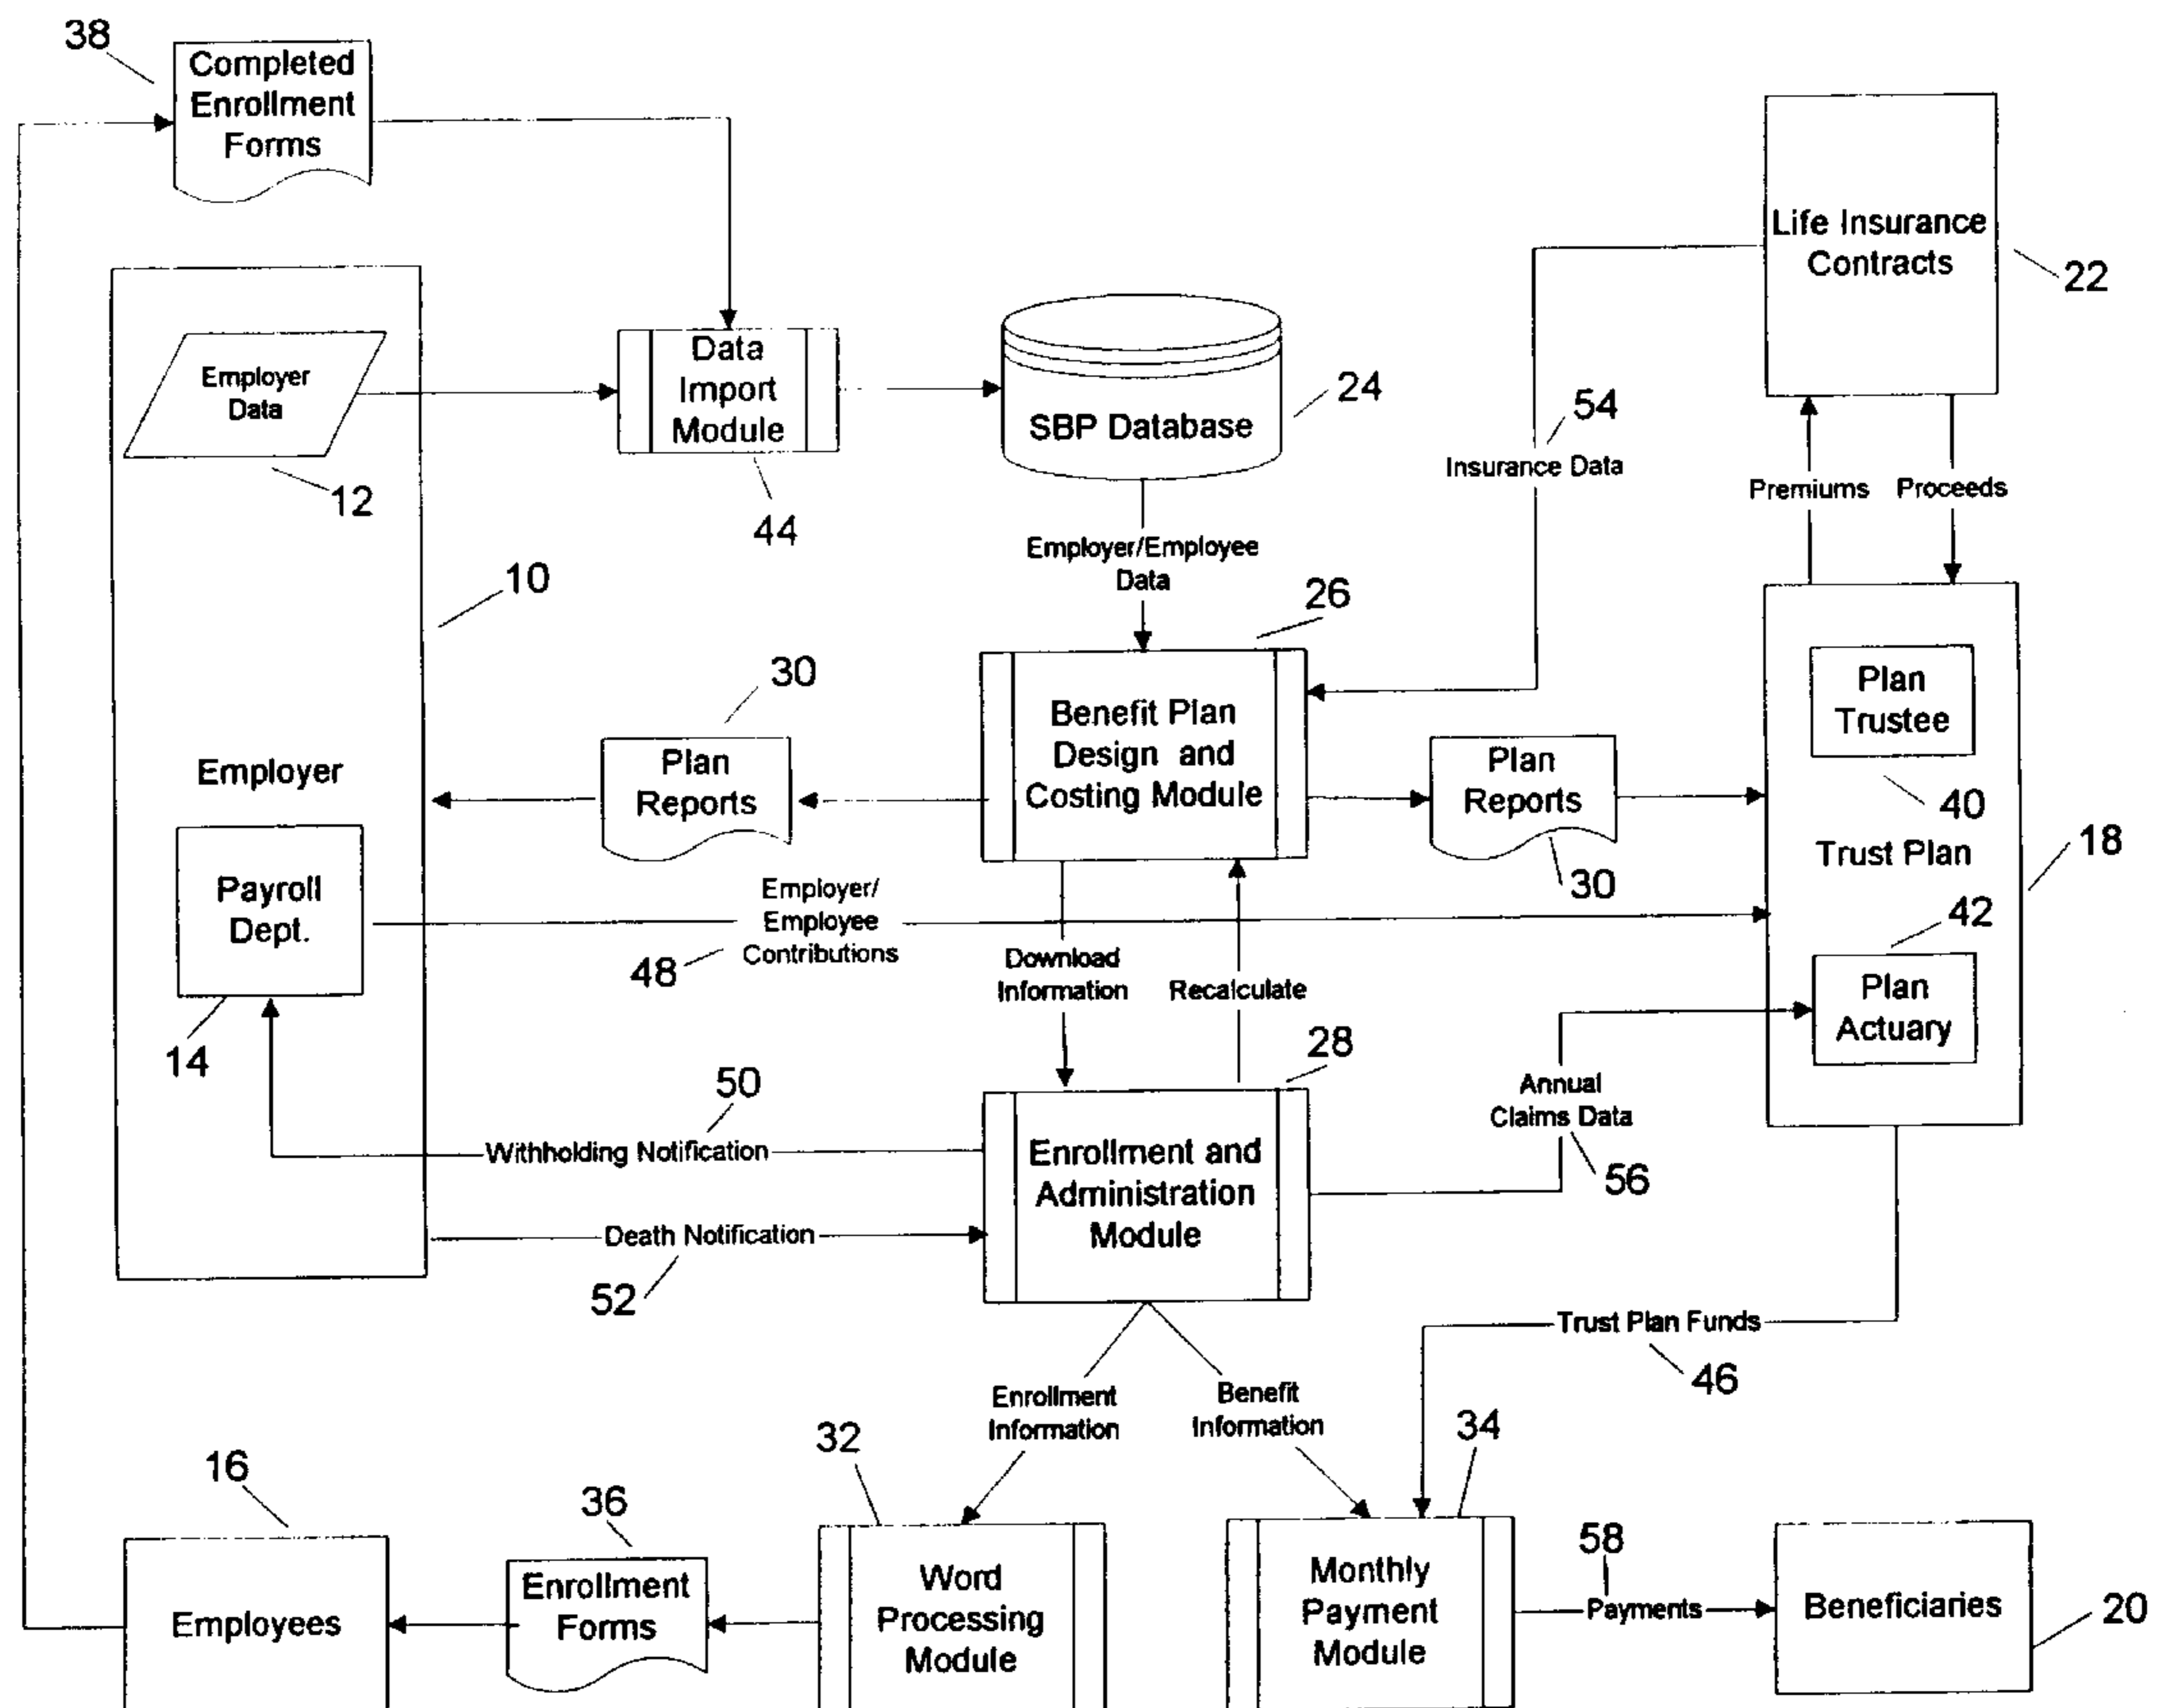 38
Completed
Enrollment
Forms
Life Insurance
Contracts
22
Employer
Data
12
Data
Import
Module
44
SBP Database
24
54
Insurance Data
Premiums
Proceeds
Employer/Employee
Data
10
26
30
Plan
Reports
Benefit Plan
Design and
Costing Module
Plan
Reports
30
Plan
Trustee
40
Trust Plan
18
42
Plan
Actuary
Employer
Payroll
Dept.
14
Employer/
Employee
Contributions
48
Download
Information
Recalculate
28
50
Withholding Notification
Enrollment and
Administration
Module
Annual
Claims Data
56
Death Notification
52
Trust Plan Funds
46
Enrollment
Information
Benefit
Information
16
36
32
34
58
Employees
Enrollment
Forms
Word
Processing
Module
Monthly
Payment
Module
Payments
Beneficiaries
20